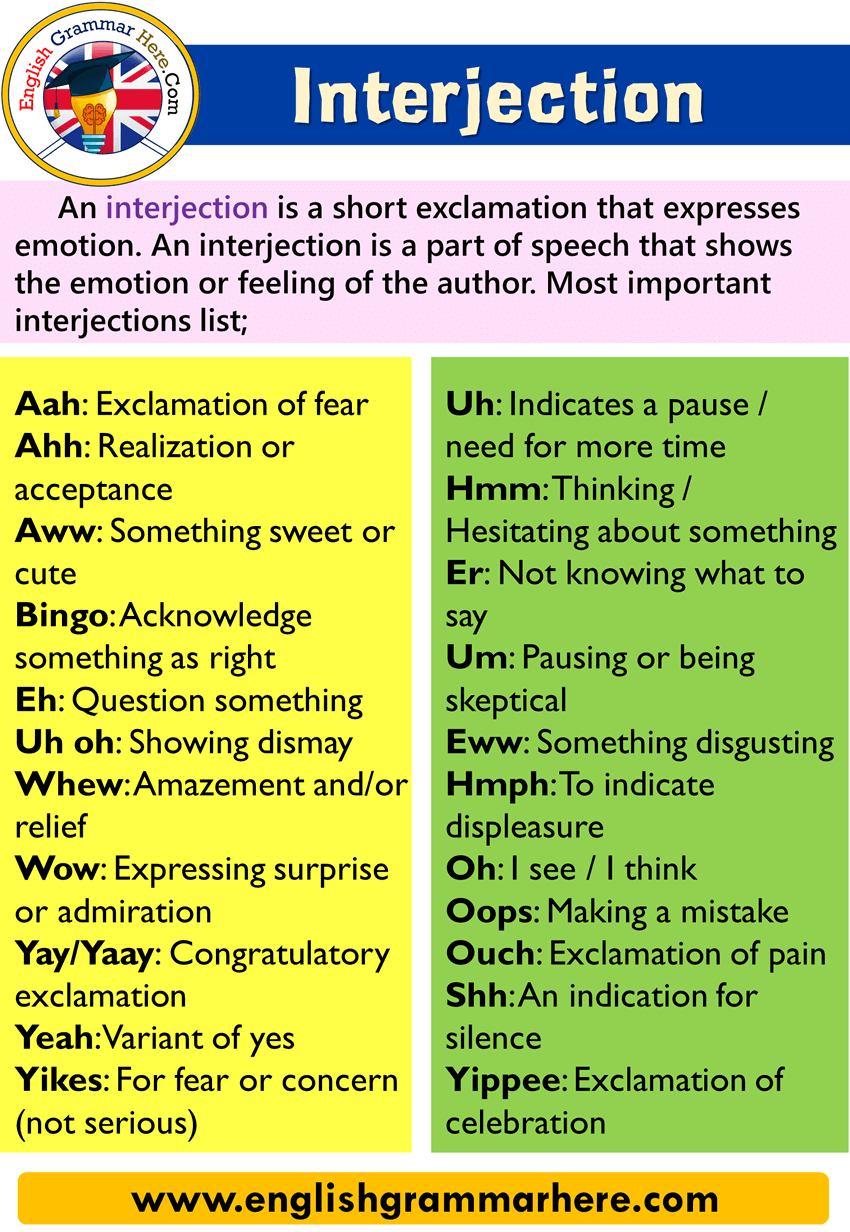 English Grammar Here.Com
Interjection
An interjection is a short exclamation that expresses
emotion. An interjection is a part of speech that shows
the emotion or feeling of the author. Most important
interjections list;
Aah: Exclamation of fear
Ahh: Realization or
acceptance
Aww: Something sweet or
cute
Bingo: Acknowledge
something as right
Eh: Question something
Uh oh: Showing dismay
Whew: Amazement and/or
relief
Wow: Expressing surprise
or admiration
Yay/Yaay: Congratulatory
exclamation
Yeah: Variant of yes
Yikes: For fear or concern
(not serious)
Uh: Indicates a pause /
need for more time
Hmm: Thinking /
Hesitating about something
Er: Not knowing what to
say
Um: Pausing or being
skeptical
Eww: Something disgusting
Hmph: To indicate
displeasure
Oh: I see / I think
Oops: Making a mistake
Ouch: Exclamation of pain
Shh: An indication for
silence
Yippee: Exclamation of
celebration
www.englishgrammarhere.com